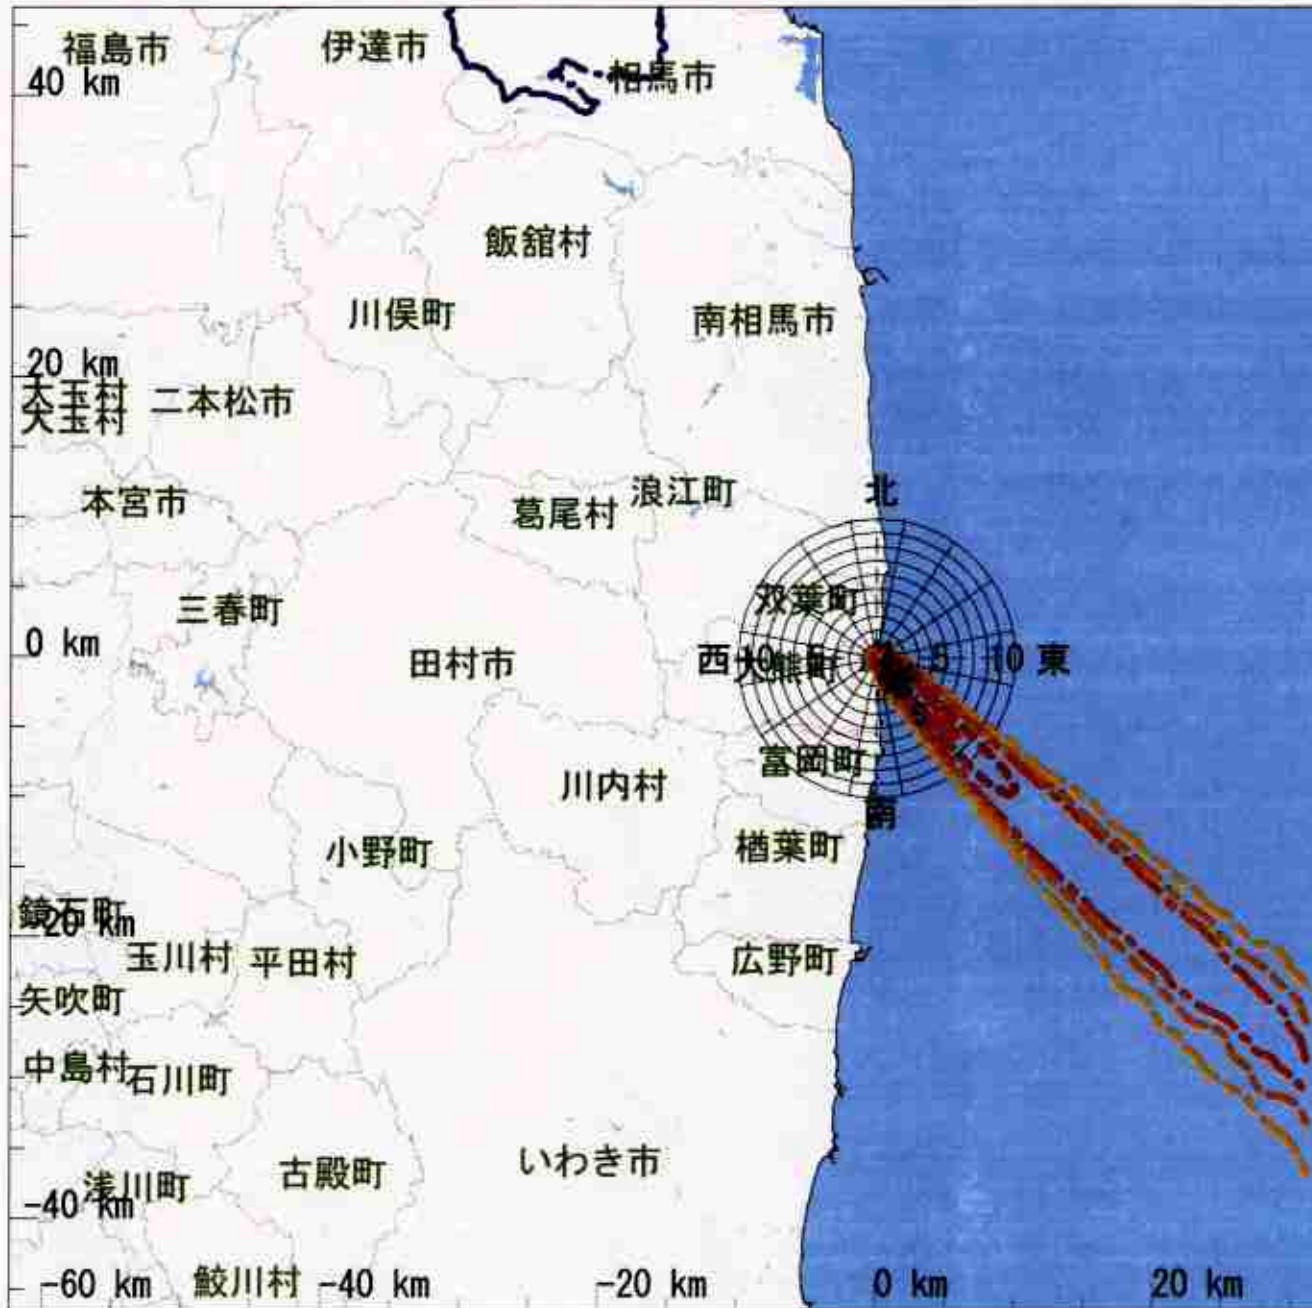 福島市
伊達市
相馬市
40 km
飯舘村
川俣町
南相馬市
20 km
大玉村
大玉村
二本松市
本宮市
葛尾村
浪江町
北
三春町
双葉町
0 km
田村市
西
10
5
大熊町
5
10
東
富岡町
川内村
南
小野町
楢葉町
鏡石町
-20 km
玉川村
平田村
広野町
矢吹町
中島村
石川町
いわき市
浅川町
古殿町
-40 km
-60 km
鮫川村
-40 km
-20 km
0 km
20 km